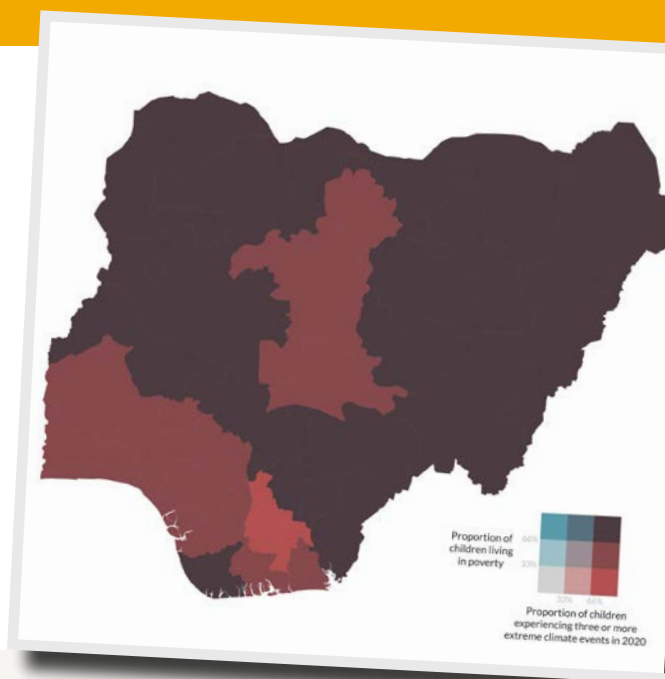 Proportion of
children living
in poverty
66%
33%
33% 66%
Proportion of children
experiencing three or more
extreme climate events in 2020